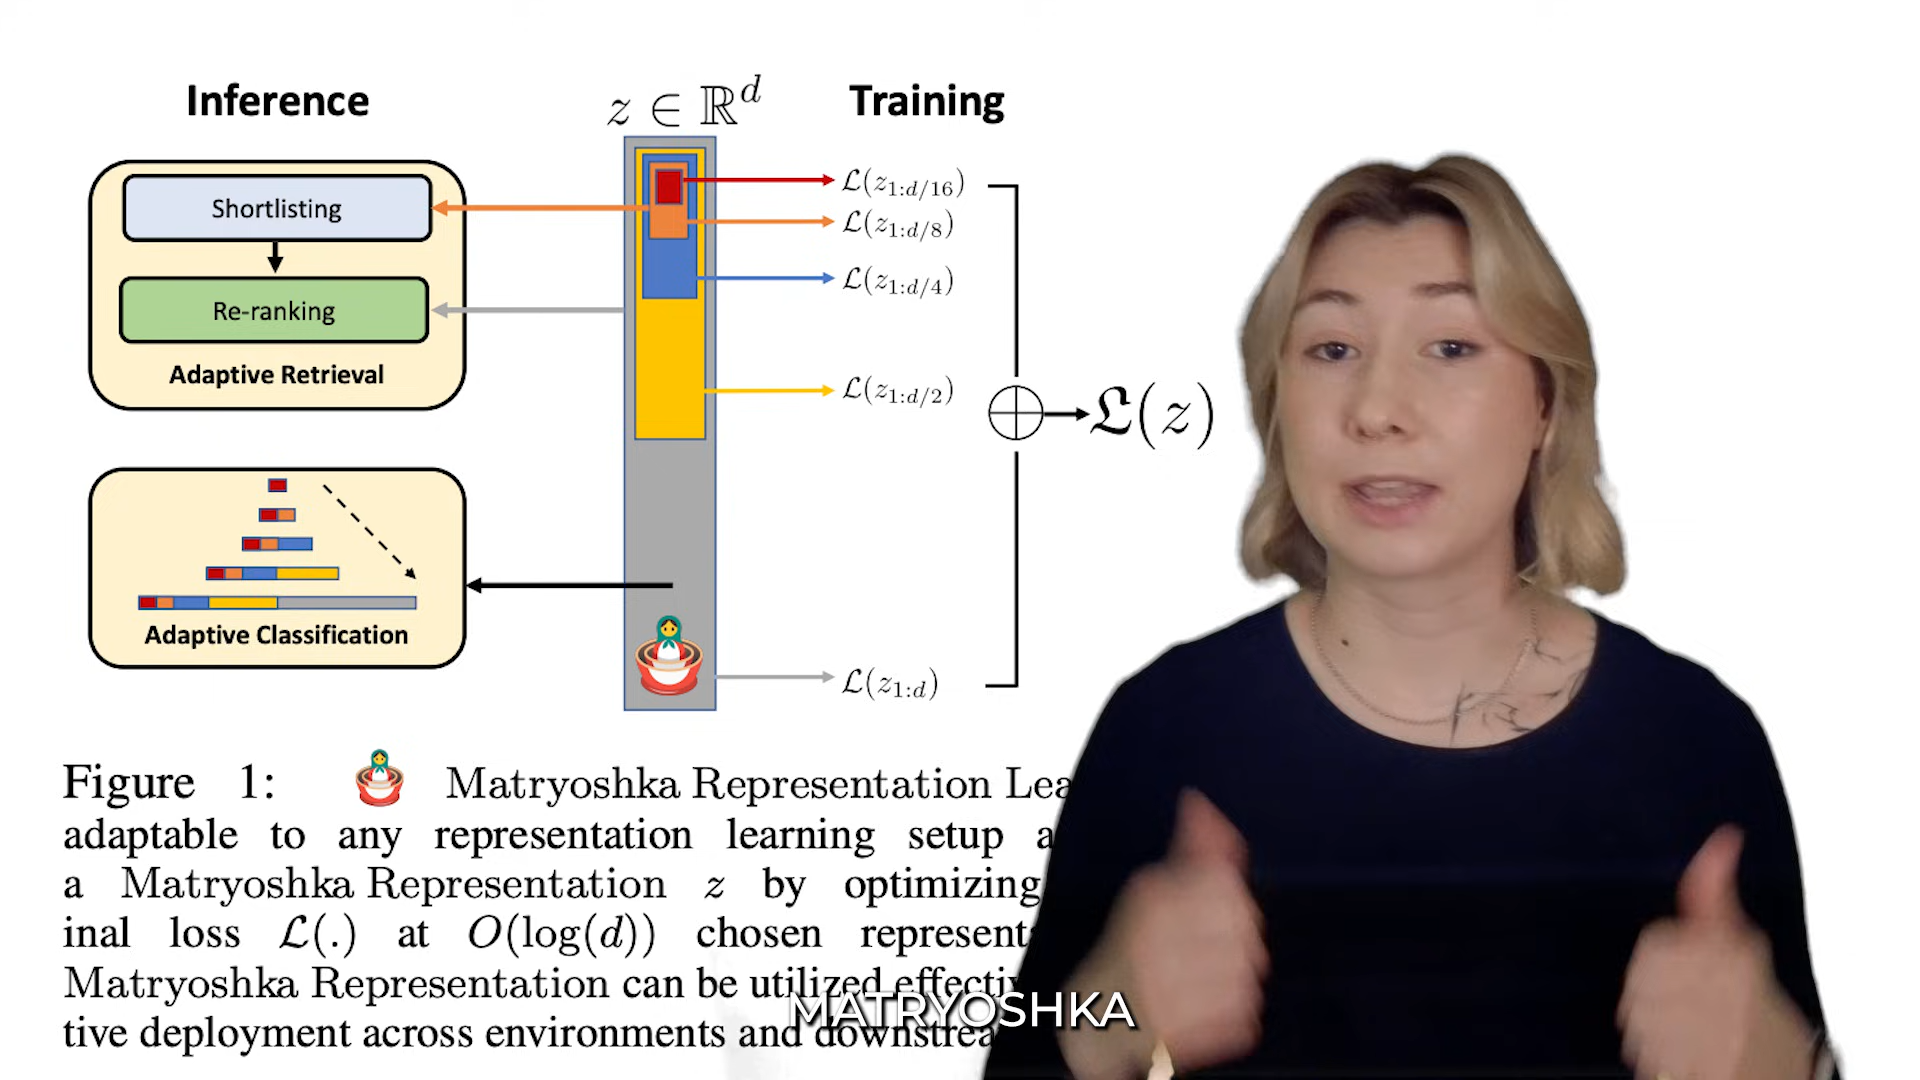 Inference
z ∈ ℝ^d
Training
Shortlisting
Re-ranking
Adaptive Retrieval
Adaptive Classification
ℒ(z_{1:d/16})
ℒ(z_{1:d/8})
ℒ(z_{1:d/4})
ℒ(z_{1:d/2})
ℒ(z_{1:d})
𝔏(z)
Figure 1: Matryoshka Representation
adaptable to any representation learning setup
a Matryoshka Representation z by optimizing
inal loss ℒ(.) at O(log(d)) chosen
Matryoshka Representation can be utilized
tive deployment across environments and
MATRYOSHKA